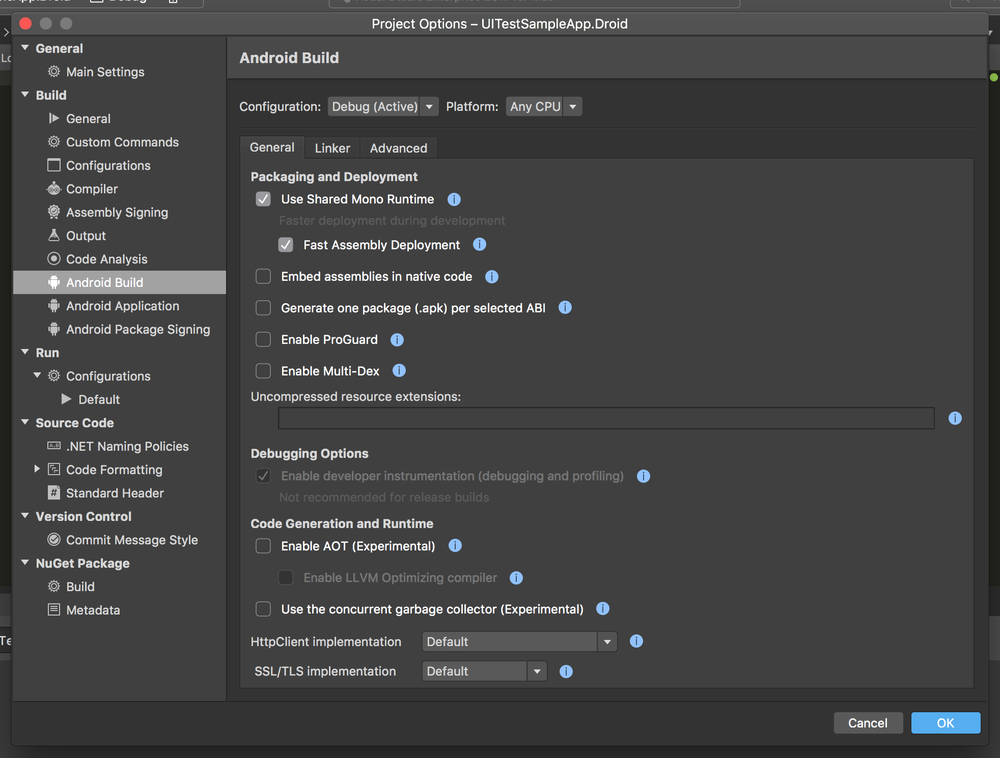 Project Options – UITestSampleApp.Droid
General
Main Settings
Build
General
Custom Commands
Configurations
Compiler
Assembly Signing
Output
Code Analysis
Android Build
Android Application
Android Package Signing
Run
Configurations
Default
Source Code
A.B .NET Naming Policies
Code Formatting
# Standard Header
Version Control
Commit Message Style
NuGet Package
Build
Metadata
Android Build
Configuration: Debug (Active) Platform: Any CPU
General Linker Advanced
Packaging and Deployment
Use Shared Mono Runtime
Faster deployment during development
Fast Assembly Deployment
Embed assemblies in native code
Generate one package (.apk) per selected ABI
Enable ProGuard
Enable Multi-Dex
Uncompressed resource extensions:
Debugging Options
Enable developer instrumentation (debugging and profiling)
Not recommended for release builds
Code Generation and Runtime
Enable AOT (Experimental)
Enable LLVM Optimizing compiler
Use the concurrent garbage collector (Experimental)
HttpClient implementation Default
SSL/TLS implementation Default
Cancel OK